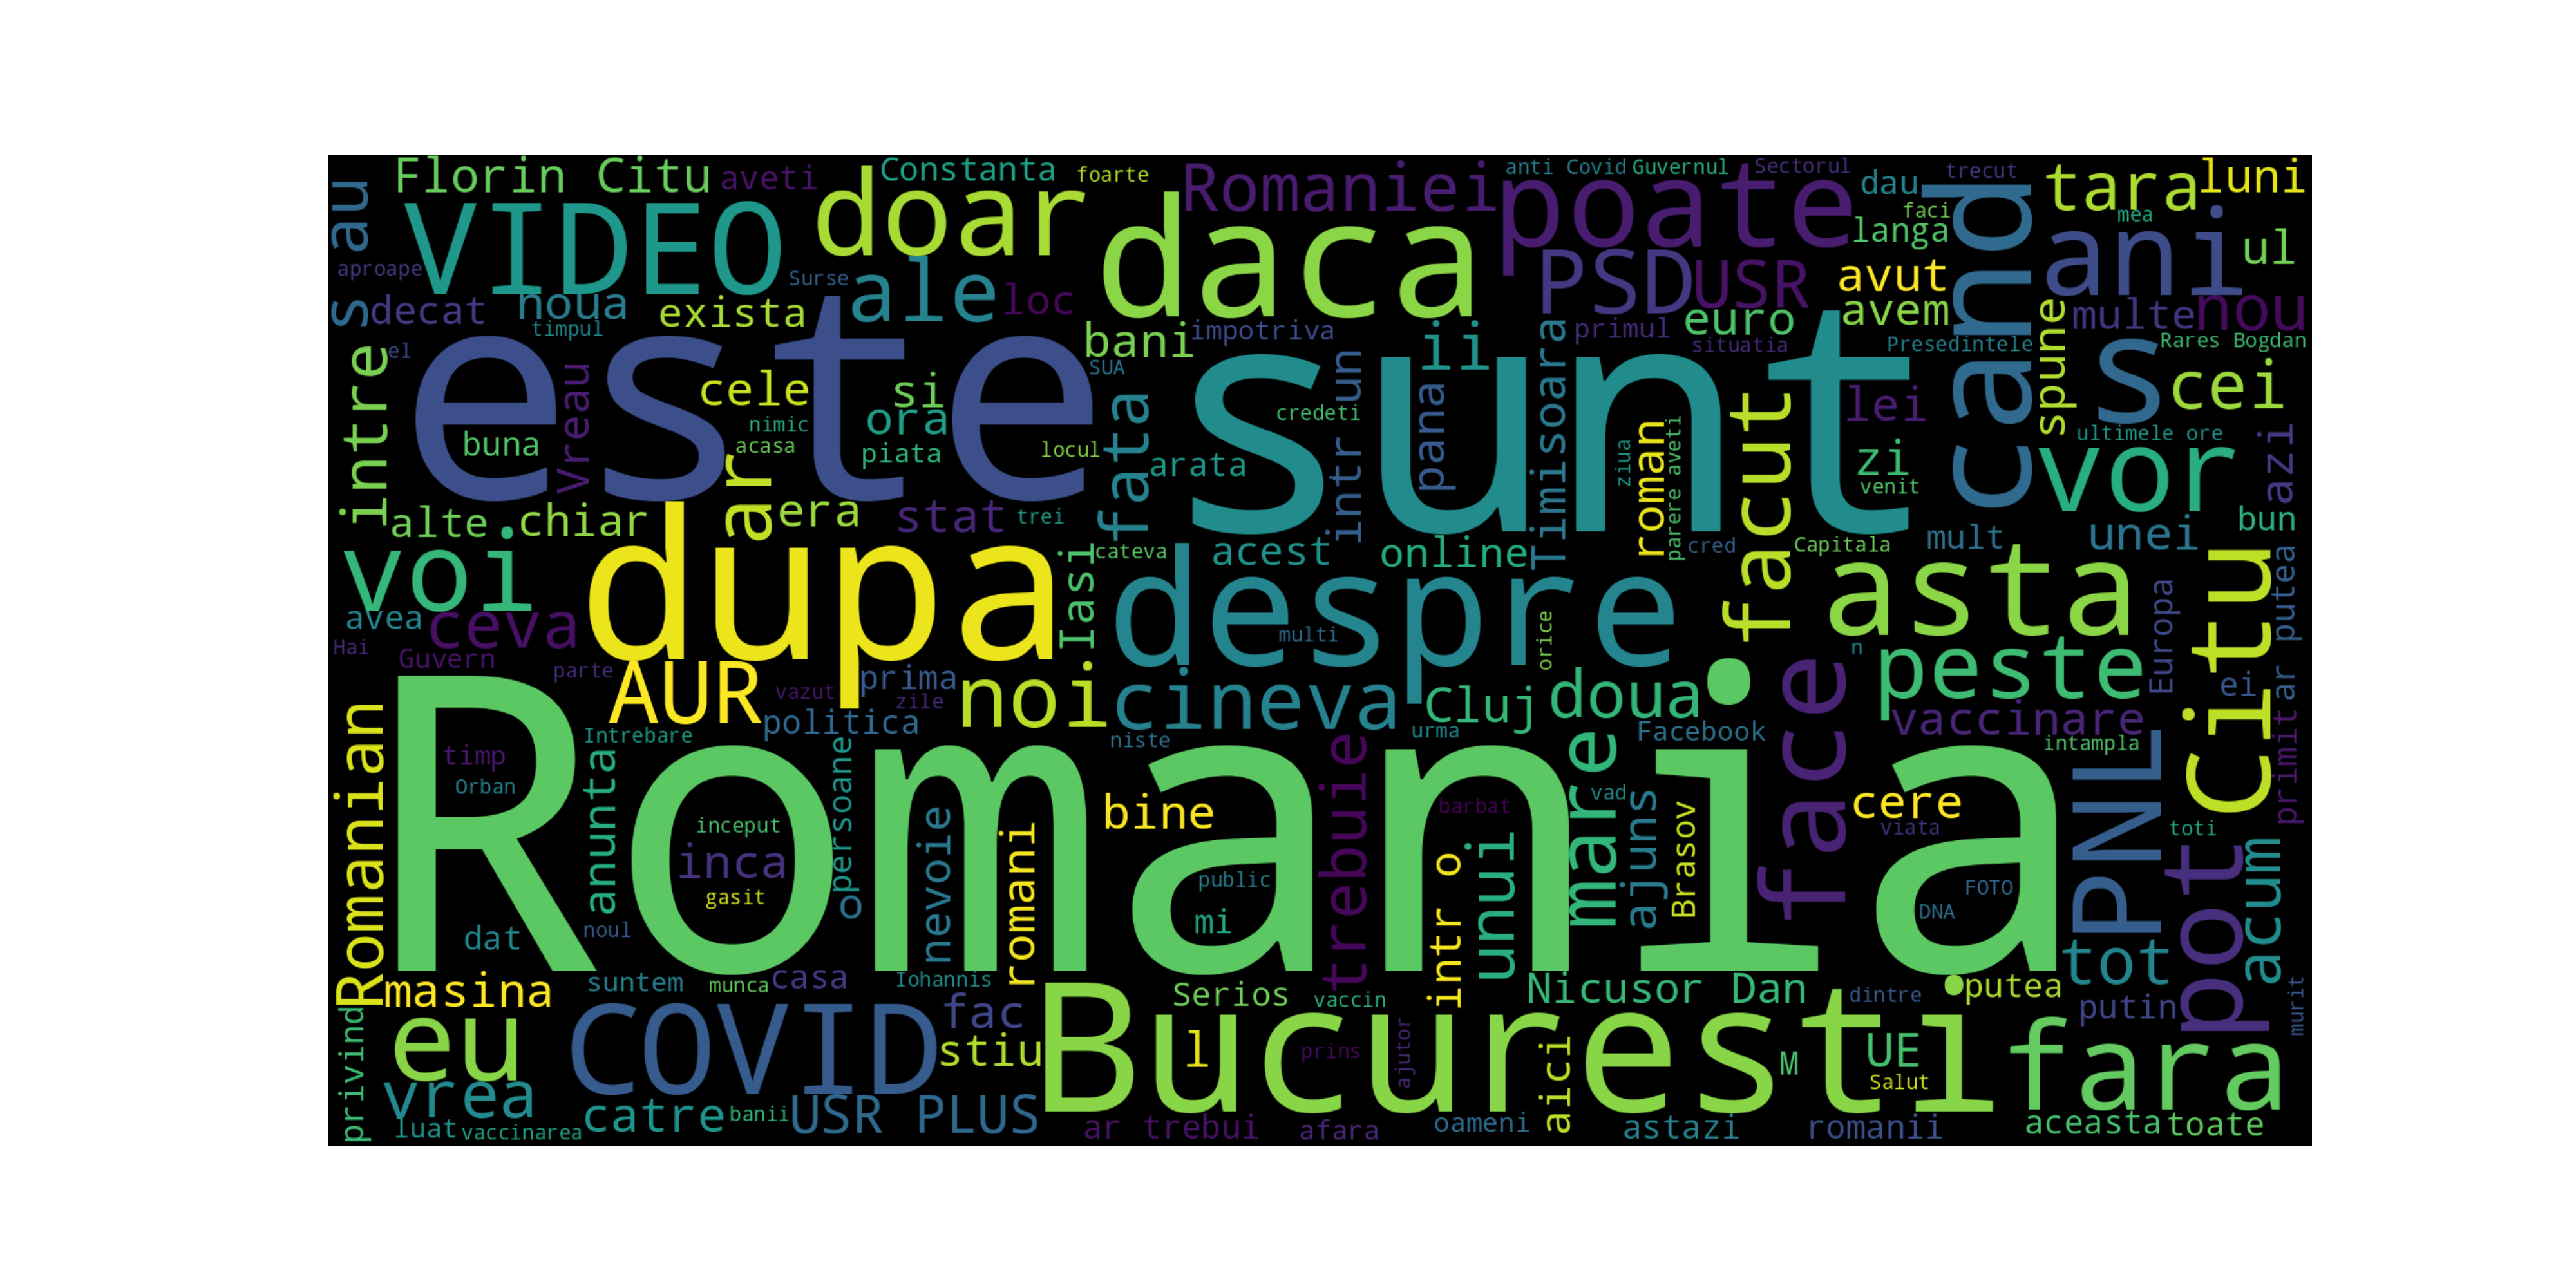 Florin Citu
aveti
Constanta
foarte
Romaniei
anti Covid
Guvernul
Sectorul
trecut
tara
luni
au
VIDEO
doar
daca
poate
dau
faci
langa
cand
mea
ani
ul
aproape
Surse
ale
loc
PSD
USR
avut
avem
s
decat
noua
timpul
exista
bani
impotriva
ii
primul
euro
situatia
Presedintele
spune
multe
nou
Rares Bogdan
el
intre
este
Vreau
cele
si
ora
SUA
sunt
un
intr
pana
credeti
Timisoara
lei
s
cei
buna
nimic
acasa
piata
locul
fata
arata
ziua
roman
parere aveti
facut
zi
venit
ultimele ore
vor
azi
alte
chiar
ar
era
stat
trei
cateva
acest
online
cred
Capitala
mult
unei
bun
voi
dupa
Iasi
despre
asta
Citu
ar putea
avea
ceva
multi
orice
n
Europa
Hai
Guvern
parte
AUR
vazut
prima
zile
politica
noi
cineva
Cluj
doua
face
peste
ei
vaccinare
Romanian
Intrebare
niste
urma
Facebook
intampla
primit
timp
Orban
Romania
anunta
persoane
o
trebuie
bine
barbat
mare
vad
ajuns
Brasov
cere
viata
PNL
toti
inceput
inca
gasit
nevoie
romani
public
mi
intr o
unui
FOTO
DNA
pot
acum
dat
noul
tot
masina
suntem
munca
casa
Iohannis
Serios
vaccin
Nicusor Dan
dintre
putea
putin
murit
privind
eu
COVID
fac
stiu
Bucuresti
l
prins
ajutor
aici
M
UE
Salut
fara
vrea
luat
vaccinarea
catre
banii
USR PLUS
ar trebui
afara
oameni
astazi
romanii
aceasta
toate